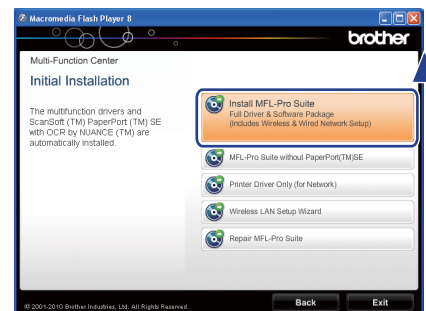 Macromedia Flash Player 8
brother
Multi-Function Center
Initial Installation
The multifunction drivers and
ScanSoft (TM) PaperPort (TM) SE
with OCR by NUANCE (TM) are
automatically installed.
Install MFL-Pro Suite
Full Driver & Software Package
(Includes Wireless & Wired Network Setup)
MFL-Pro Suite without PaperPort(TM)SE
Printer Driver Only (for Network)
Wireless LAN Setup Wizard
Repair MFL-Pro Suite
© 2001-2010 Brother Industries, Ltd. All Rights Reserved.
Back
Exit